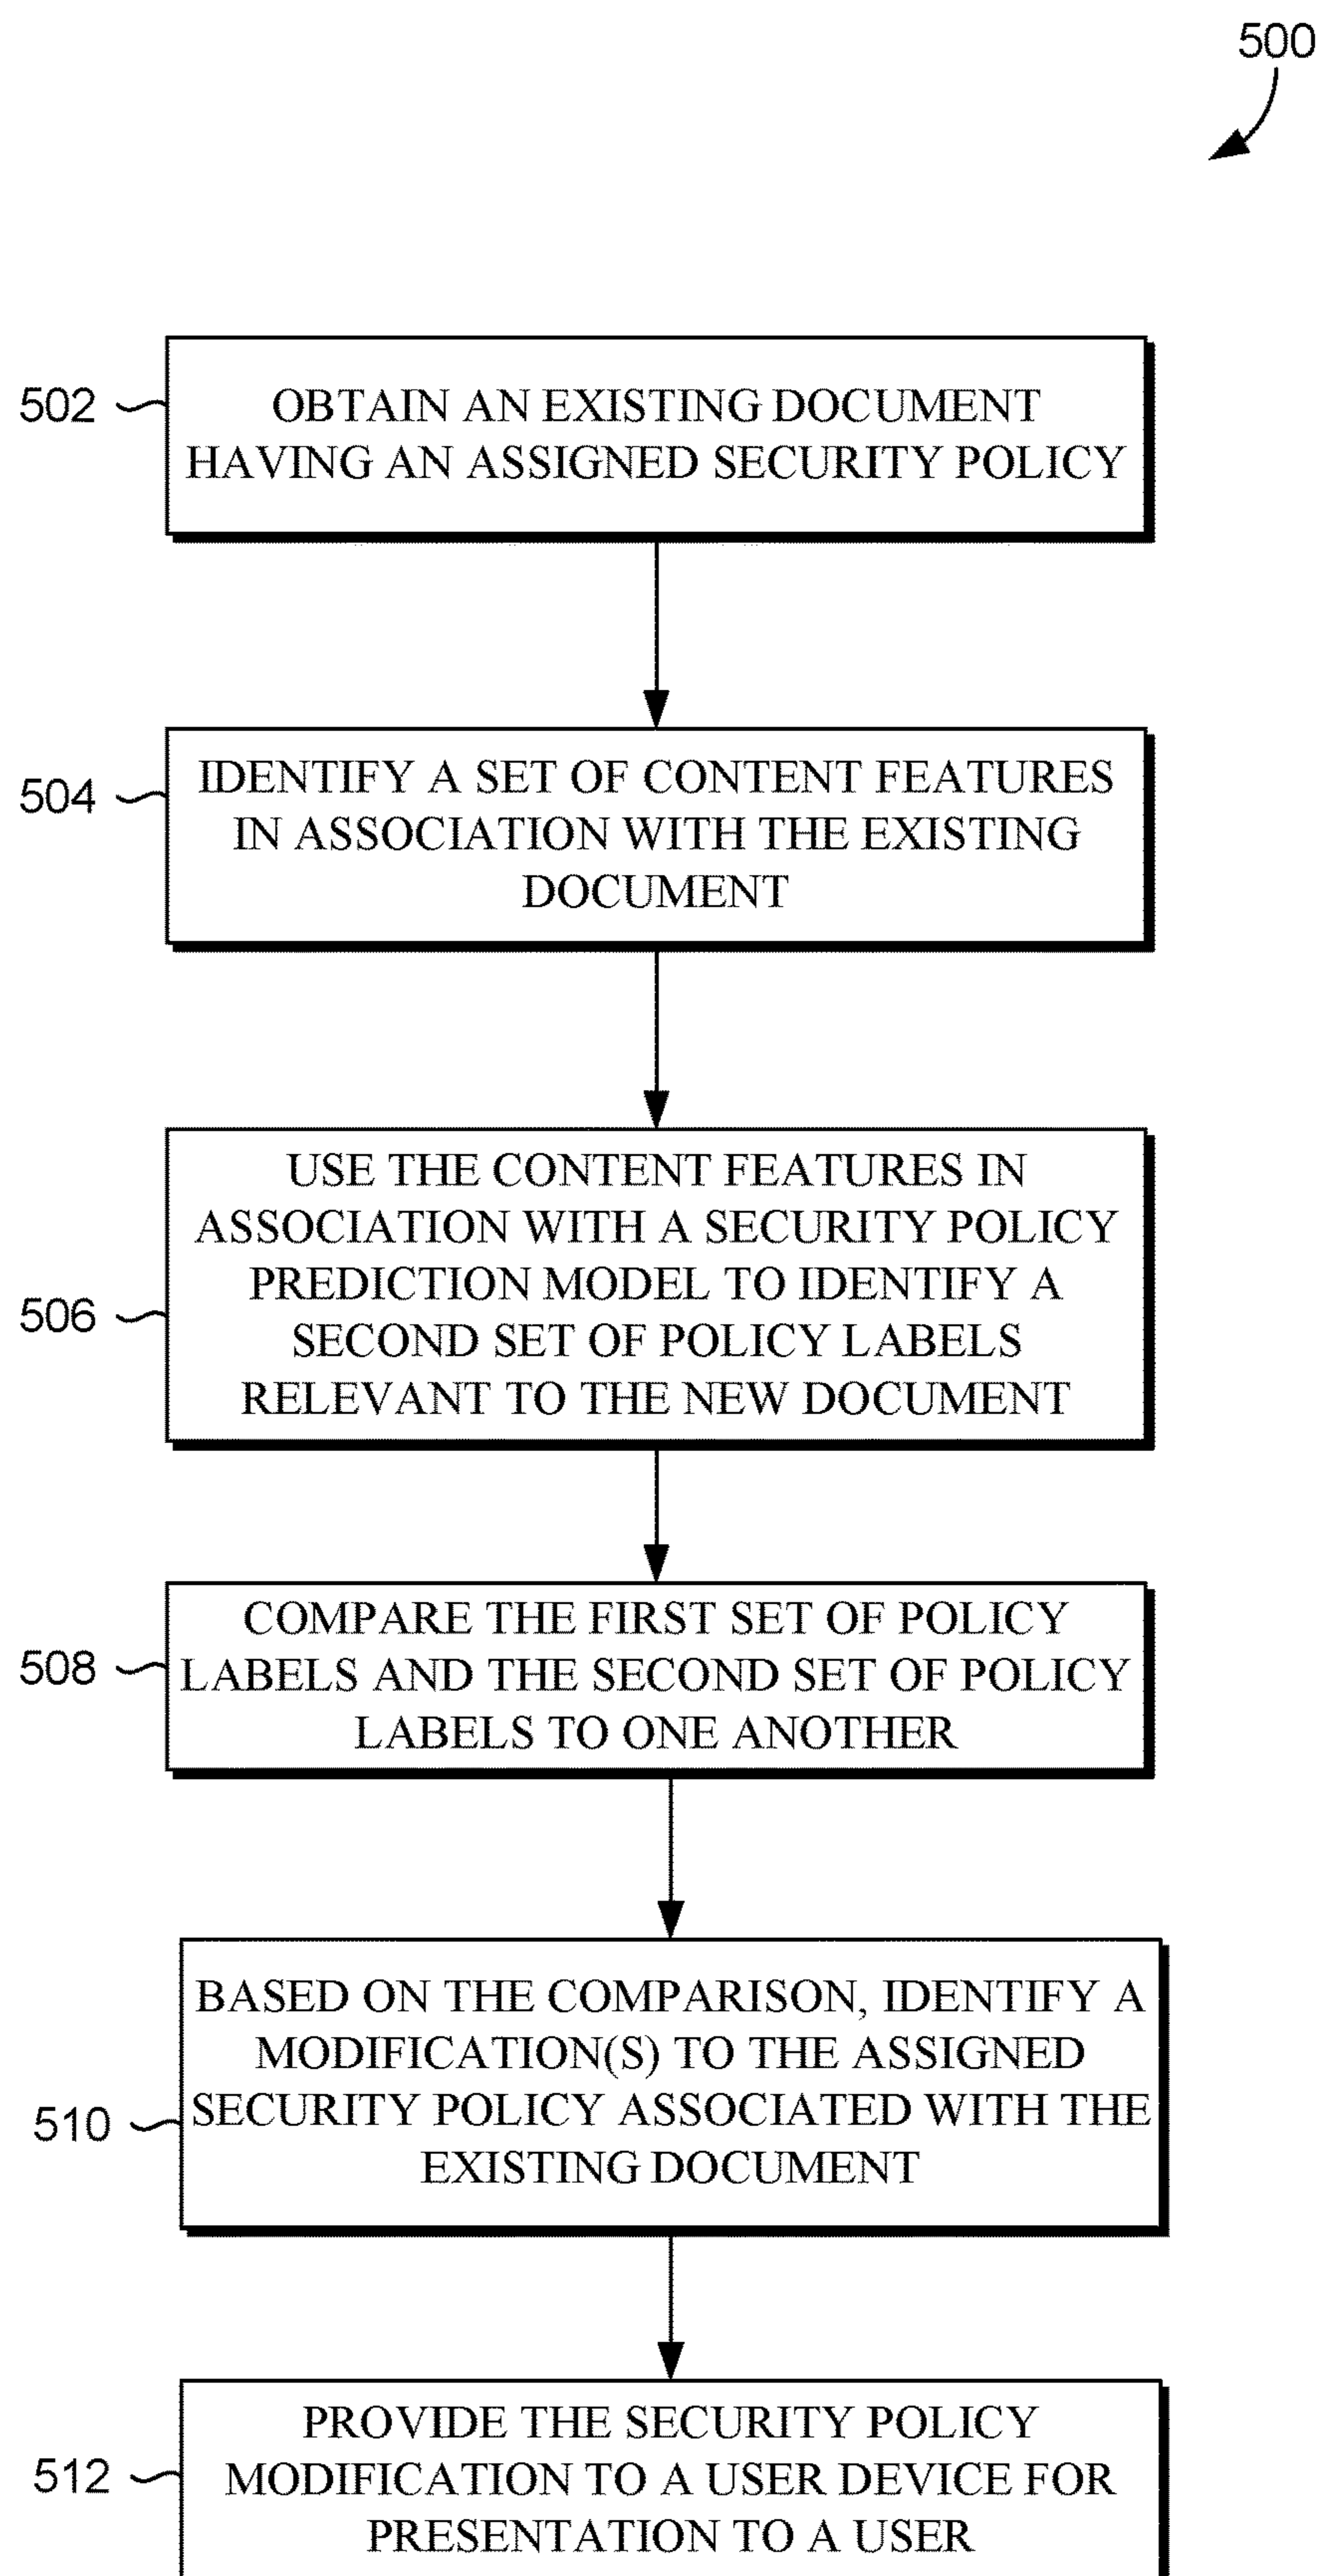 500
502
OBTAIN AN EXISTING DOCUMENT
HAVING AN ASSIGNED SECURITY POLICY
504
IDENTIFY A SET OF CONTENT FEATURES
IN ASSOCIATION WITH THE EXISTING
DOCUMENT
506
USE THE CONTENT FEATURES IN
ASSOCIATION WITH A SECURITY POLICY
PREDICTION MODEL TO IDENTIFY A
SECOND SET OF POLICY LABELS
RELEVANT TO THE NEW DOCUMENT
508
COMPARE THE FIRST SET OF POLICY
LABELS AND THE SECOND SET OF POLICY
LABELS TO ONE ANOTHER
510
BASED ON THE COMPARISON, IDENTIFY A
MODIFICATION(S) TO THE ASSIGNED
SECURITY POLICY ASSOCIATED WITH THE
EXISTING DOCUMENT
512
PROVIDE THE SECURITY POLICY
MODIFICATION TO A USER DEVICE FOR
PRESENTATION TO A USER